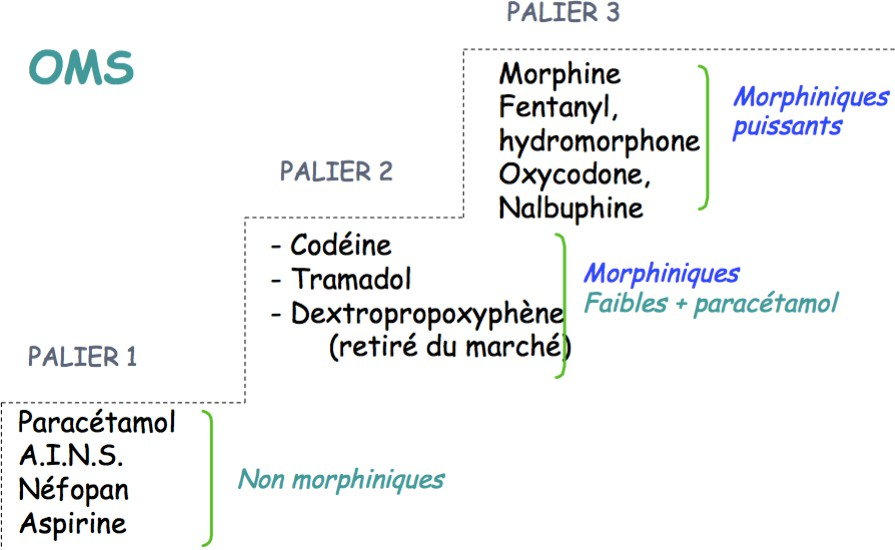 PALIER 3
OMS
Morphine
Fentanyl,
hydromorphone
Oxycodone,
Nalbuphine
Morphiniques
puissants
PALIER 2
- Codéine
- Tramadol
- Dextropropoxyphène
(retiré du marché)
Morphiniques
Faibles + paracétamol
PALIER 1
Paracétamol
A.I.N.S.
Néfopan
Aspirine
Non morphiniques